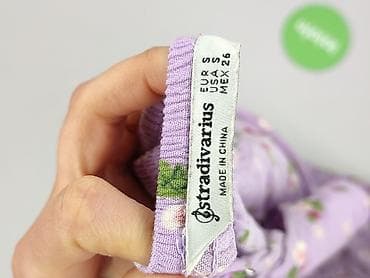 EUR S
USA S
MEX 26
stradivarius
MADE IN CHINA